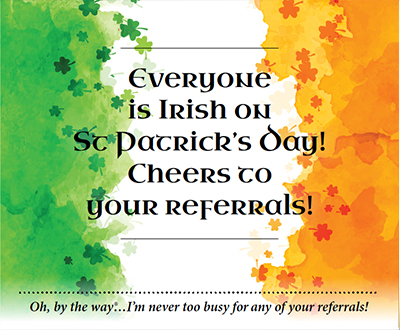 Everyone
is Irish on
St Patrick's Day!
Cheers to
your referrals!
Oh, by the way®...I'm never too busy for any of your referrals!